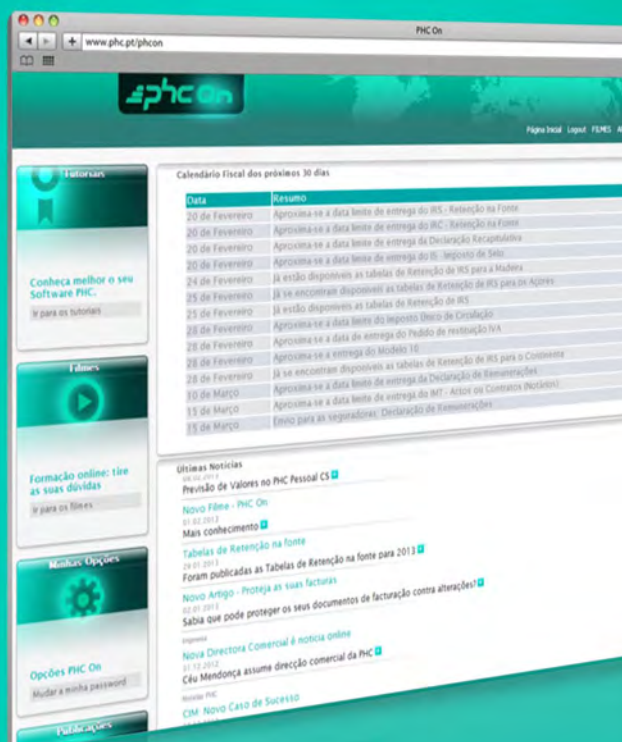 PHC On
www.phc.pt/phcon
phc on
Página Inicial Logout FILMES
Tutoriais
Conheça melhor o seu
Software PHC.
Ir para os tutoriais
Filmes
Formação online: tire
as suas dúvidas
Ir para os filmes
Minhas Opções
Opções PHC On
Mudar a minha password
Publicações
Calendário Fiscal dos próximos 30 dias
Data Resumo
20 de Fevereiro Aproxima-se a data limite de entrega do IRS - Retenção na Fonte
20 de Fevereiro Aproxima-se a data limite de entrega do IRC - Retenção na Fonte
20 de Fevereiro Aproxima-se a data limite de entrega da Declaração Recapitulativa
20 de Fevereiro Aproxima-se a data limite de entrega do IS - Imposto de Selo
24 de Fevereiro Já estão disponíveis as tabelas de Retenção de IRS para a Madeira
25 de Fevereiro Já se encontram disponíveis as tabelas de Retenção de IRS para os Açores
25 de Fevereiro Já estão disponíveis as tabelas de Retenção de IRS
28 de Fevereiro Aproxima-se a data limite do Imposto Único de Circulação
28 de Fevereiro Aproxima-se a data de entrega do Pedido de restituição IVA
28 de Fevereiro Aproxima-se a entrega do Modelo 10
28 de Fevereiro Já se encontram disponíveis as tabelas de Retenção de IRS para o Continente
10 de Março Aproxima-se a data limite de entrega da Declaração de Remunerações
15 de Março Aproxima-se a data limite de entrega do IMT - Actos ou Contratos (Notários)
15 de Março Envio para as seguradoras: Declaração de Remunerações
Últimas Notícias
Previsão de Valores no PHC Pessoal CS
Novo Filme - PHC On
01.02.2013
Mais conhecimento
Tabelas de Retenção na fonte
29.01.2013
Foram publicadas as Tabelas de Retenção na fonte para 2013
Novo Artigo - Proteja as suas facturas
02.01.2013
Sabia que pode proteger os seus documentos de facturação contra alterações?
Imprensa
Nova Directora Comercial é notícia online
Céu Mendonça assume direcção comercial da PHC
Notícias PHC
CIM: Novo Caso de Sucesso